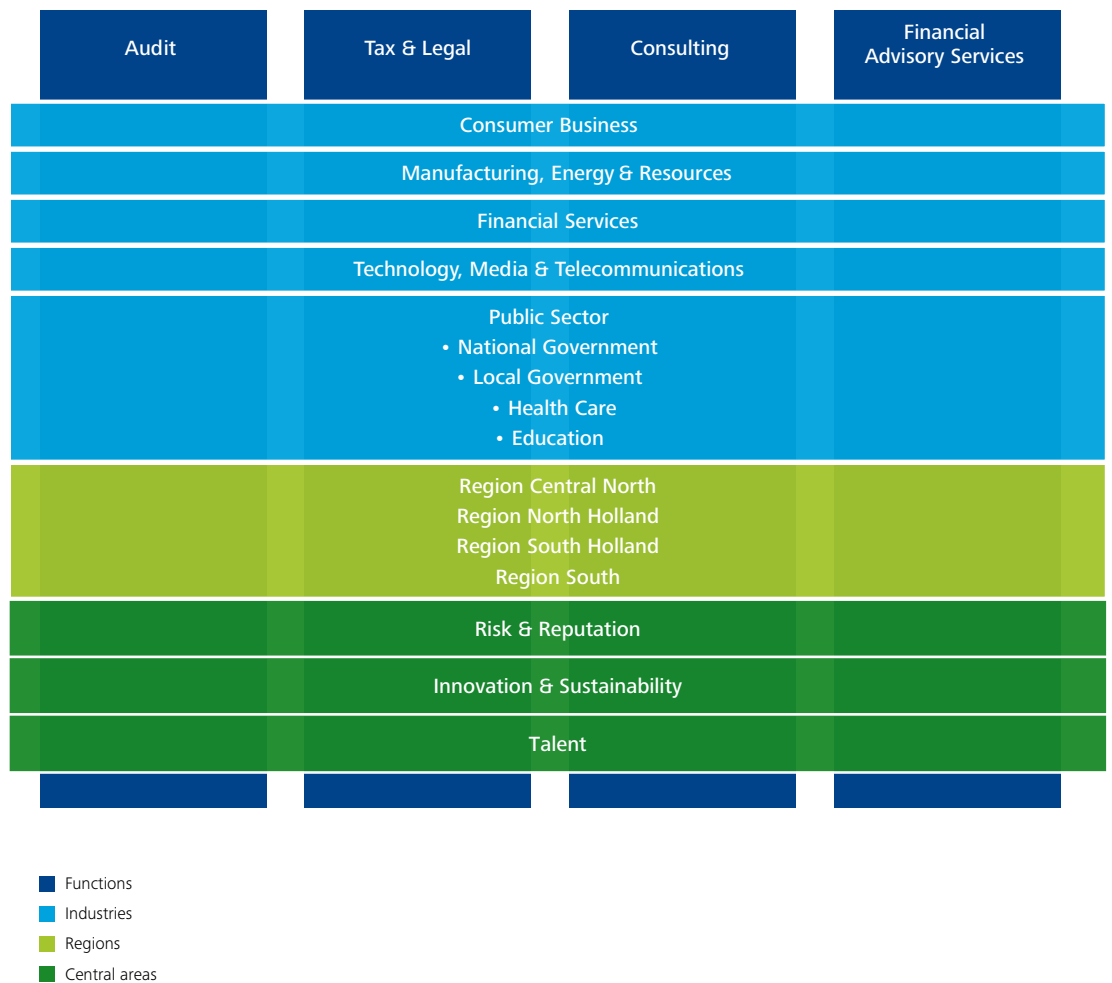 Audit
Tax & Legal
Consulting
Financial
Advisory Services
Consumer Business
Manufacturing, Energy & Resources
Financial Services
Technology, Media & Telecommunications
Public Sector
• National Government
• Local Government
• Health Care
• Education
Region Central North
Region North Holland
Region South Holland
Region South
Risk & Reputation
Innovation & Sustainability
Talent
Functions
Industries
Regions
Central areas